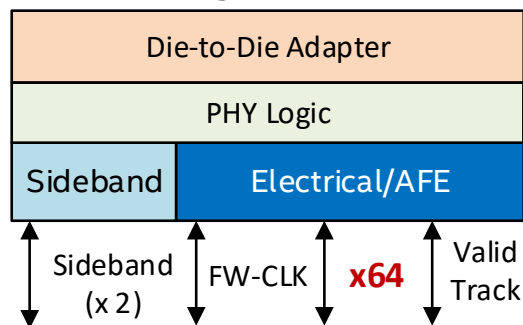 Die-to-Die Adapter
PHY Logic
Sideband
Electrical/AFE
Sideband
(x 2)
FW-CLK
x64
Valid
Track